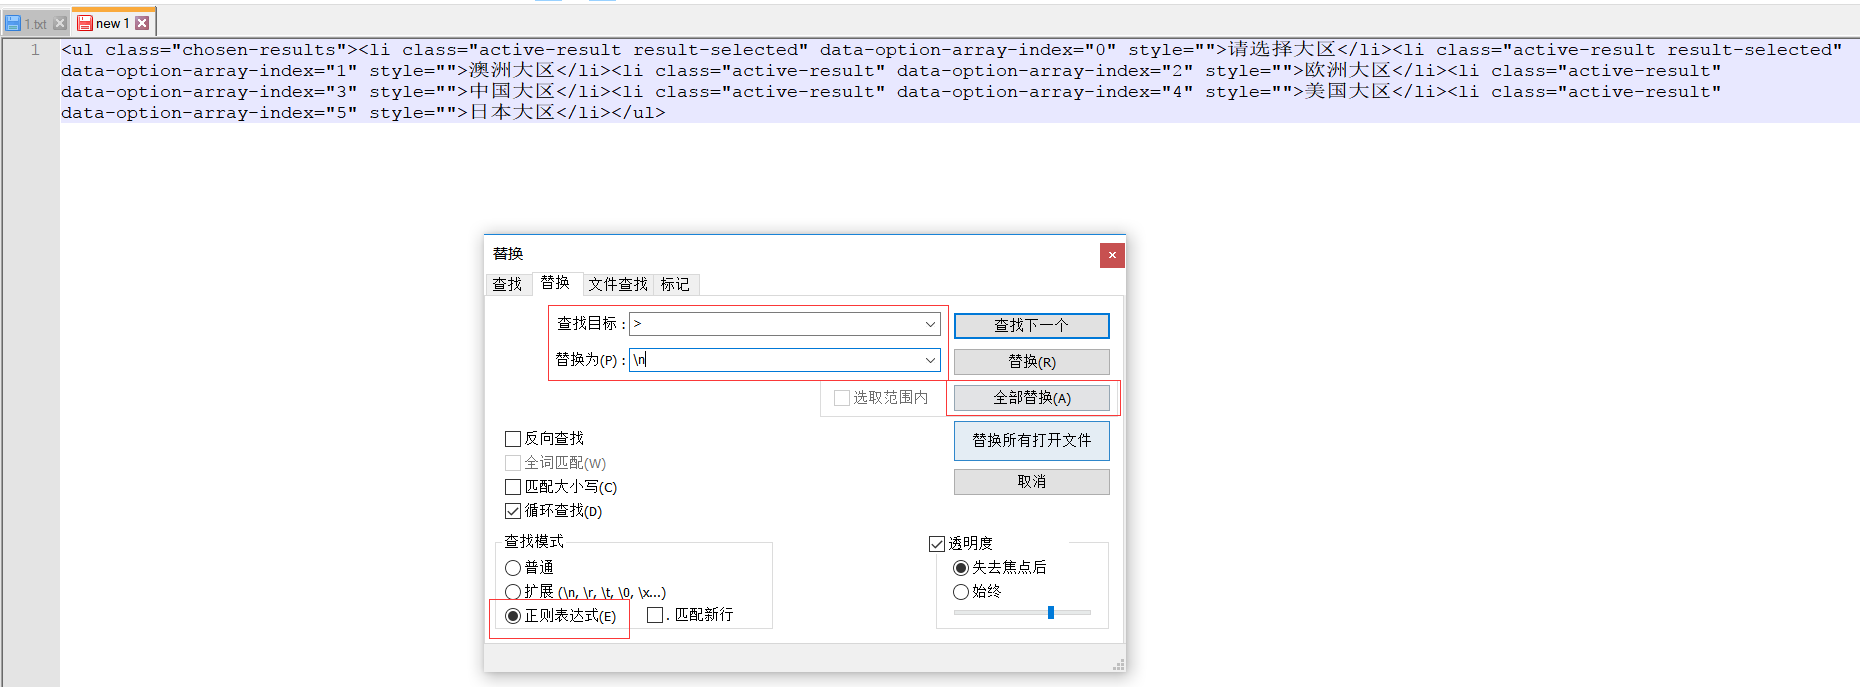 1.txt
new 1
1
<ul class="chosen-results"><li class="active-result result-selected" data-option-array-index="0" style="">请选择大区</li><li class="active-result result-selected"
data-option-array-index="1" style="">澳洲大区</li><li class="active-result" data-option-array-index="2" style="">欧洲大区</li><li class="active-result"
data-option-array-index="3" style="">中国大区</li><li class="active-result" data-option-array-index="4" style="">美国大区</li><li class="active-result"
data-option-array-index="5" style="">日本大区</li></ul>
替换
查找 替换 文件查找 标记
查找目标 : >
查找下一个
替换为(P) : \n
替换(R)
选取范围内
全部替换(A)
替换所有打开文件
取消
反向查找
全词匹配(W)
匹配大小写(C)
循环查找(D)
查找模式
普通
扩展 (\n, \r, \t, \0, \x...)
正则表达式(E)
. 匹配新行
透明度
失去焦点后
始终